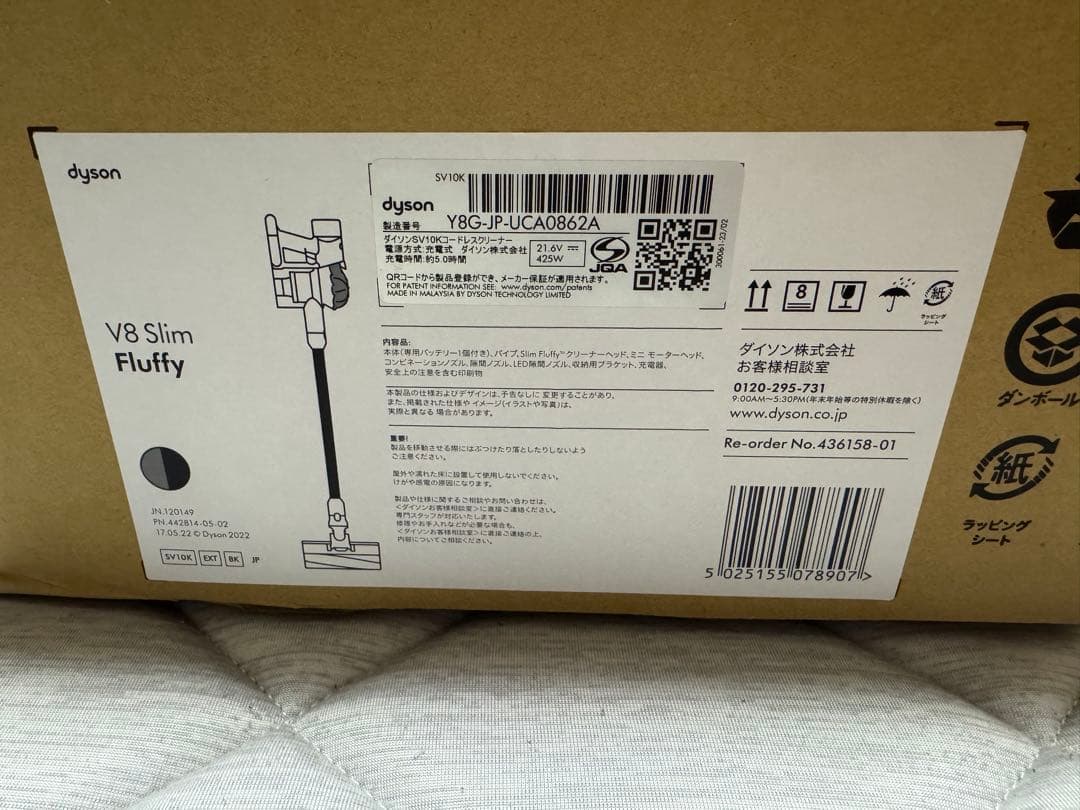 dyson
V8 Slim
Fluffy
JN.120149
PN.442B14-05-02
17.05.22 © Dyson 2022
SV10K EXT BK JP
SV10K
dyson
製造番号 Y8G-JP-UCA0862A
ダイソンSV10Kコードレスクリーナー
電源方式:充電式 ダイソン株式会社
充電時間:約5.0時間
21.6V
425W
JQA
QRコードから製品登録ができ、メーカー保証が適用されます。
FOR PATENT INFORMATION SEE: www.dyson.com/patents
MADE IN MALAYSIA BY DYSON TECHNOLOGY LIMITED
300061-23/02
内容品:
本体(専用バッテリー1個付き)、パイプ、Slim Fluffy™クリーナーヘッド、ミニ モーターヘッド、
コンビネーションノズル、隙間ノズル、LED隙間ノズル、収納用ブラケット、充電器、
安全上の注意を含む印刷物
本製品の仕様およびデザインは、予告なしに変更することがあり、
また、掲載された仕様や イメージ(イラストや写真)は、
実際と異なる 場合があります。
重要!
製品を移動させる際にはぶつけたり落としたりしないよう
ご注意ください。
屋外や濡れた床に設置して使用しないでください。
けがや感電の原因になります。
製品や仕様に関するご相談やお問い合わせは、
<ダイソンお客様相談室>に直接ご連絡ください。
専門スタッフが対応いたします。
修理やお手入れなどが必要な場合も、
<ダイソンお客様相談室>に直接ご連絡の上、
内容についてご相談ください。
8
紙
ラッピング
シート
ダイソン株式会社
お客様相談室
0120-295-731
9:00AM~5:30PM(年末年始等の特別休暇を除く)
www.dyson.co.jp
Re-order No.436158-01
5 025155 078907 >
ダンボール
紙
ラッピング
シート